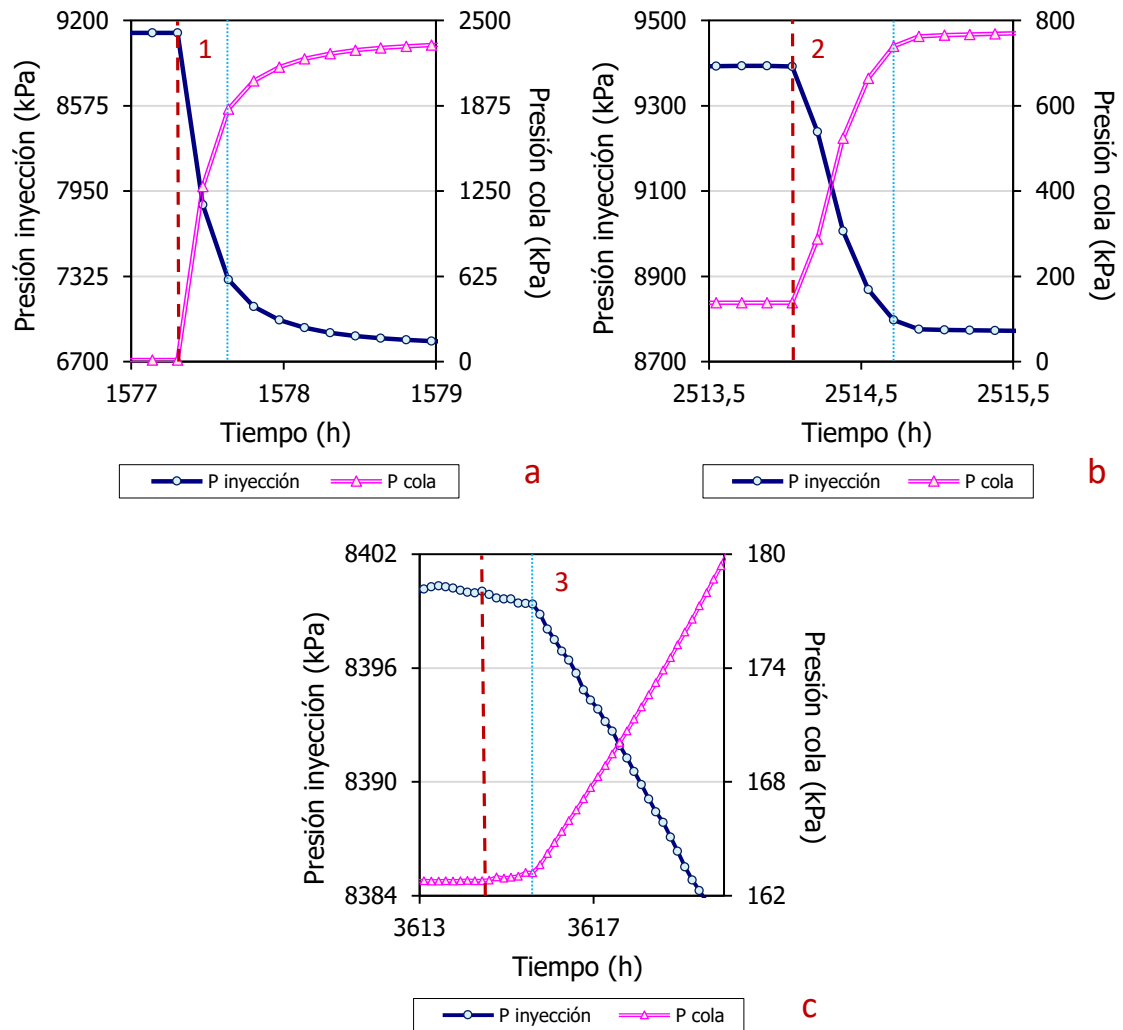 9200
8575
7950
7325
6700
Presión inyección (kPa)
1
2500
1875
1250
625
0
Presión cola (kPa)
1577
1578
1579
Tiempo (h)
P inyección
P cola
a
9500
9300
9100
8900
8700
Presión inyección (kPa)
2
800
600
400
200
0
Presión cola (kPa)
2513,5
2514,5
2515,5
Tiempo (h)
P inyección
P cola
b
8402
8396
8390
8384
Presión inyección (kPa)
3
180
174
168
162
Presión cola (kPa)
3613
3617
Tiempo (h)
P inyección
P cola
c